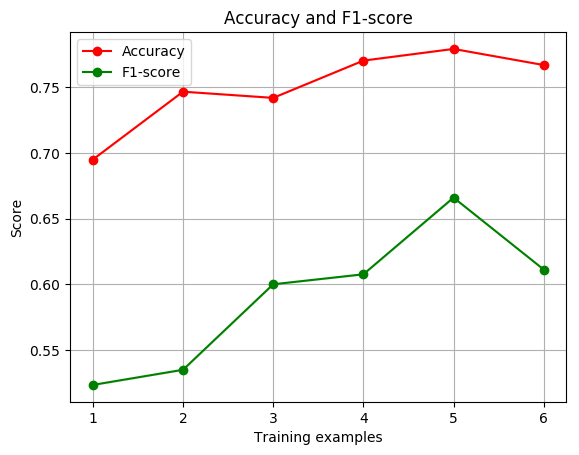 Accuracy and F1-score
Accuracy
F1-score
0.75
0.70
0.65
0.60
0.55
Score
1 2 3 4 5 6
Training examples